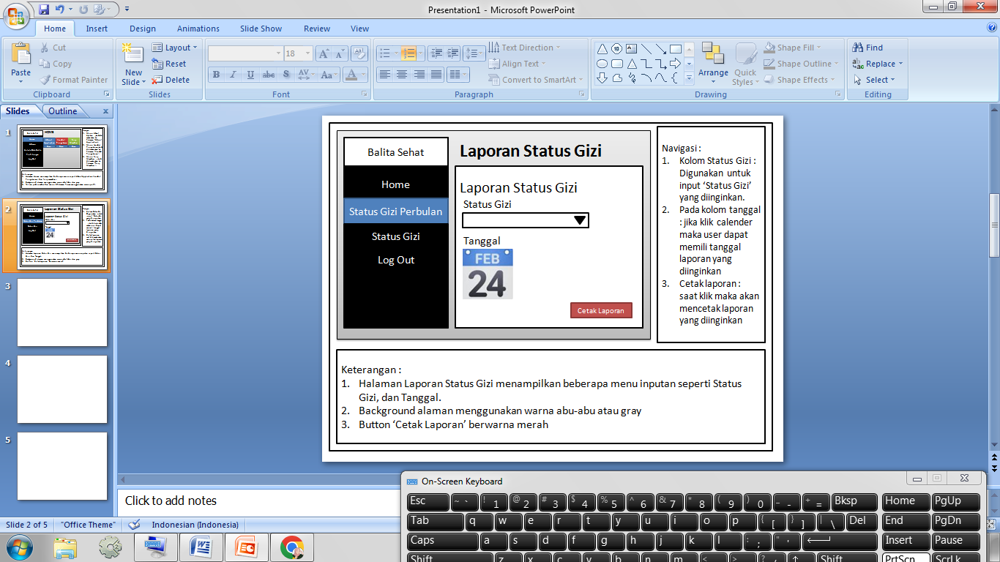 Presentation1 - Microsoft PowerPoint
Home Insert Design Animations Slide Show Review View
Paste
Cut
Copy
Format Painter
Clipboard
New Slide
Layout
Reset
Delete
Slides
18
B I U abc S AV Aa A
Font
Text Direction
Align Text
Convert to SmartArt
Paragraph
Arrange
Quick Styles
Shape Fill
Shape Outline
Shape Effects
Drawing
Find
Replace
Select
Editing
Slides Outline x
1
2
3
4
5
Balita Sehat
Home
Status Gizi Perbulan
Status Gizi
Log Out
Laporan Status Gizi
Laporan Status Gizi
Status Gizi
Tanggal
FEB
24
Cetak Laporan
Navigasi :
1. Kolom Status Gizi :
Digunakan untuk
input ‘Status Gizi’
yang diinginkan.
2. Pada kolom tanggal
: jika klik calender
maka user dapat
memili tanggal
laporan yang
diinginkan
3. Cetak laporan :
saat klik maka akan
mencetak laporan
yang diinginkan
Keterangan :
1. Halaman Laporan Status Gizi menampilkan beberapa menu inputan seperti Status
Gizi, dan Tanggal.
2. Background alaman menggunakan warna abu-abu atau gray
3. Button ‘Cetak Laporan’ berwarna merah
Click to add notes
Slide 2 of 5 "Office Theme" Indonesian (Indonesia)
On-Screen Keyboard
Esc ~ ` ! 1 @ 2 # 3 $ 4 % 5 ^ 6 & 7 * 8 ( 9 ) 0 _ - + = Bksp Home PgUp
Tab q w e r t y u i o p { [ } ] | \ Del End PgDn
Caps a s d f g h j k l : ; " ' Insert Pause
Shift z x c v b n m < , > . ? / Shift PrtScn ScrLk